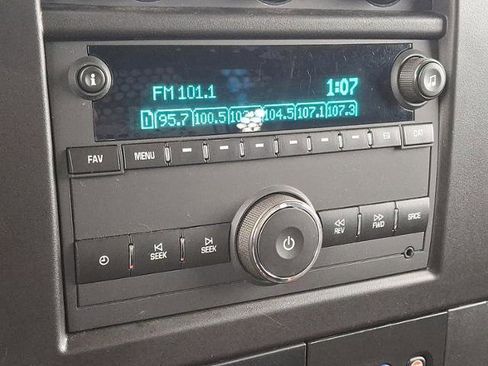 FM 101.1 1:07
1 95.7 100.5 104.5 107.1 107.3
FAV MENU EQ CAT
SEEK SEEK REV FWD